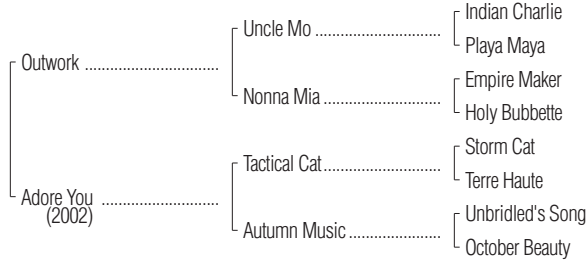 Indian Charlie
Uncle Mo ..............................
Playa Maya
Outwork ..................................
Empire Maker
Nonna Mia .............................
Holy Bubbette
Storm Cat
Tactical Cat.............................
Terre Haute
Adore You ..............................
(2002)
Unbridled's Song
Autumn Music .......................
October Beauty